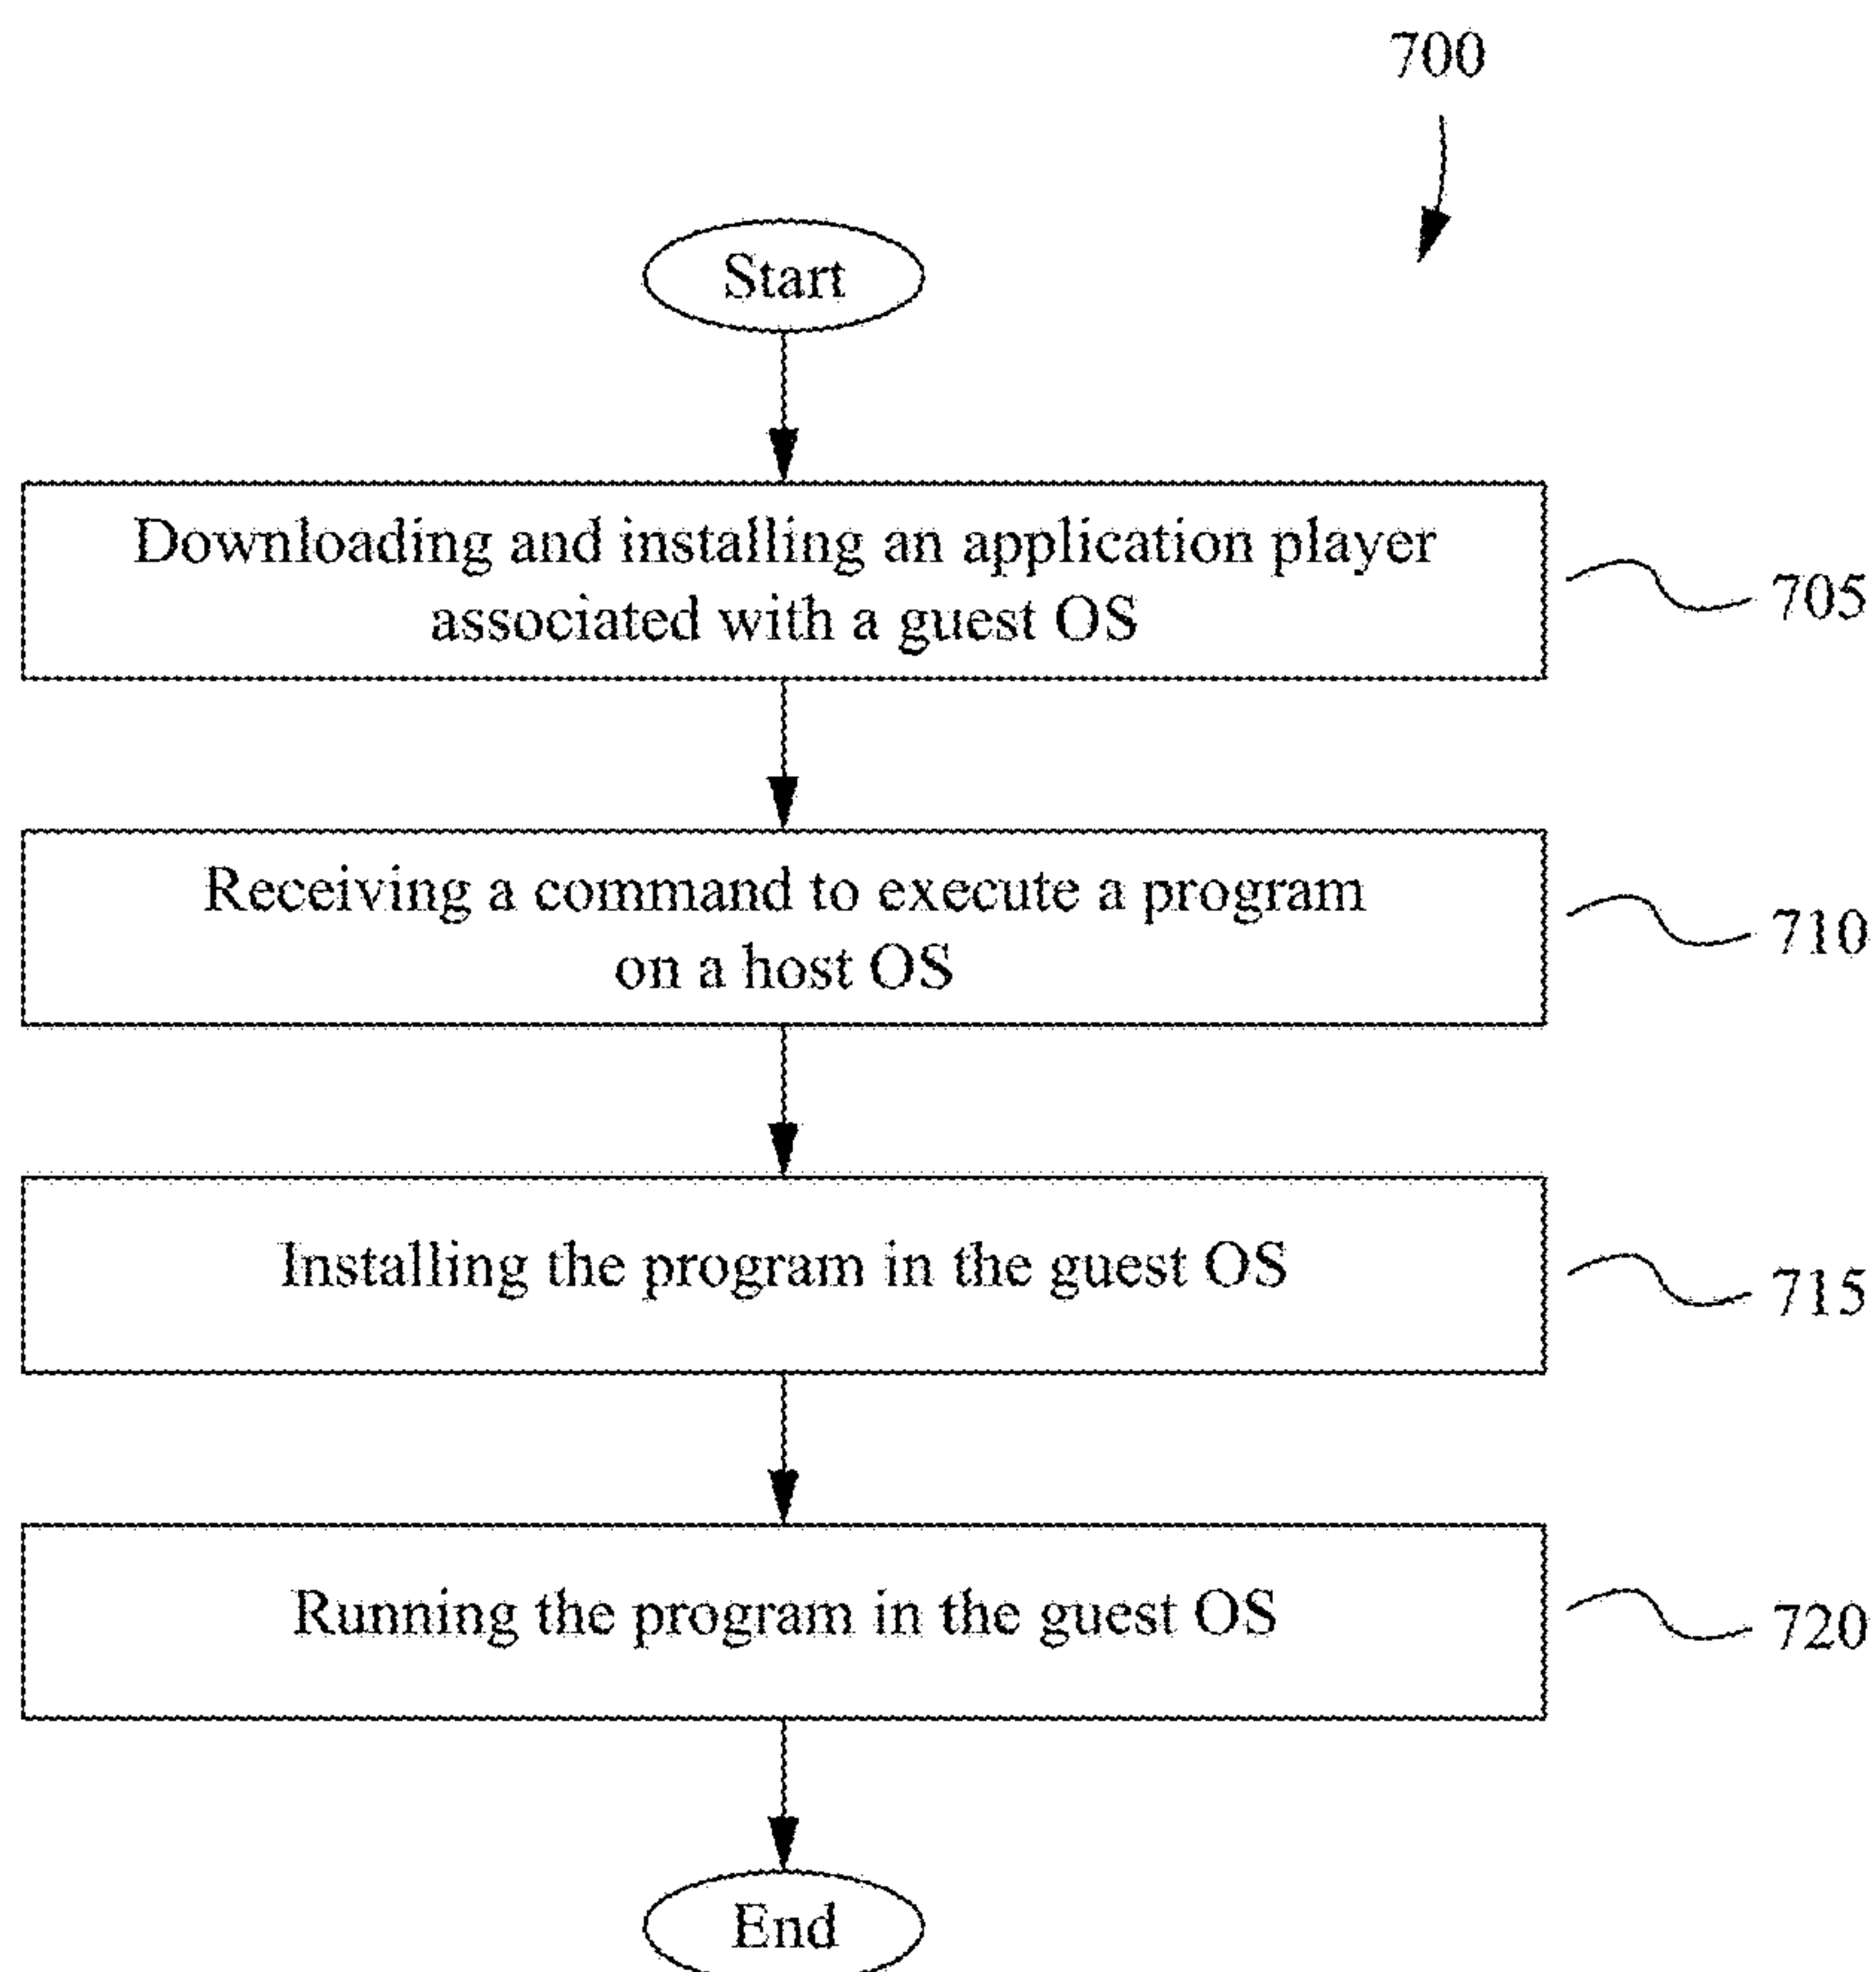 700
Start
Downloading and installing an application player
associated with a guest OS
705
Receiving a command to execute a program
on a host OS
710
Installing the program in the guest OS
715
Running the program in the guest OS
720
End